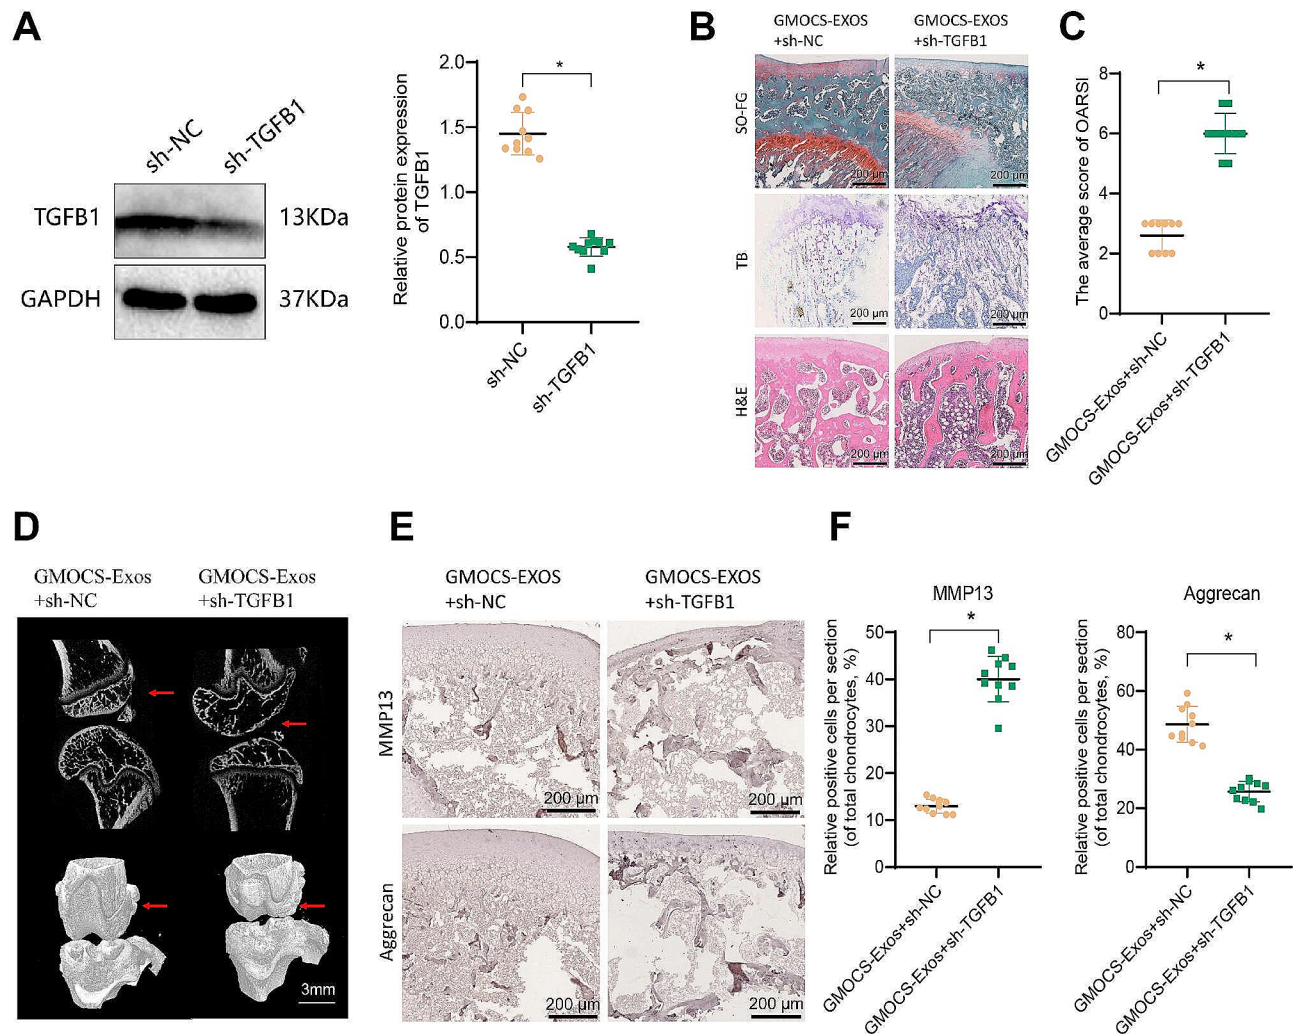 A
sh-NC
sh-TGFB1
TGFB1
13KDa
GAPDH
37KDa
Relative protein expression
of TGFB1
2.0
1.5
1.0
0.5
0.0
*
sh-NC
sh-TGFB1
B
GMOCS-EXOS
+sh-NC
GMOCS-EXOS
+sh-TGFB1
SO-FG
200 µm
200 µm
TB
200 µm
200 µm
H&E
200 µm
200 µm
C
The average score of OARSI
8
6
4
2
0
*
GMOCS-Exos+sh-NC
GMOCS-Exos+sh-TGFB1
D
GMOCS-Exos
+sh-NC
GMOCS-Exos
+sh-TGFB1
3mm
E
GMOCS-EXOS
+sh-NC
GMOCS-EXOS
+sh-TGFB1
MMP13
200 µm
200 µm
Aggrecan
200 µm
200 µm
F
MMP13
Relative positive cells per section
(of total chondrocytes, %)
50
40
30
20
10
0
*
GMOCS-Exos+sh-NC
GMOCS-Exos+sh-TGFB1
Aggrecan
Relative positive cells per section
(of total chondrocytes, %)
80
60
40
20
0
*
GMOCS-Exos+sh-NC
GMOCS-Exos+sh-TGFB1